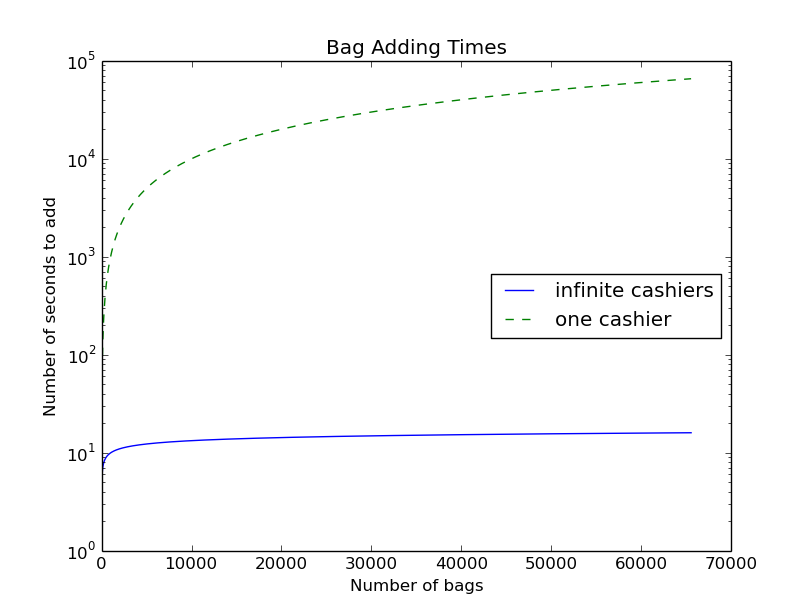 Bag Adding Times
Number of seconds to add
10^5
10^4
10^3
10^2
10^1
10^0
infinite cashiers
one cashier
0 10000 20000 30000 40000 50000 60000 70000
Number of bags